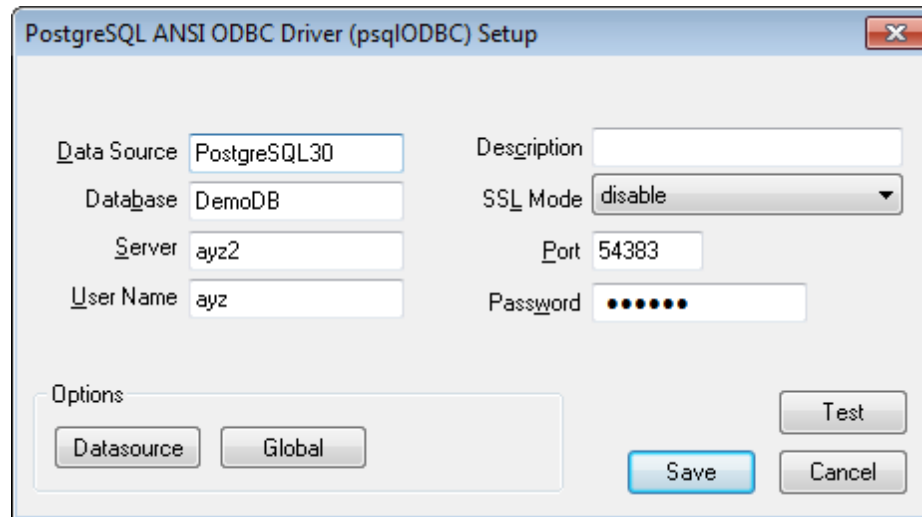 PostgreSQL ANSI ODBC Driver (psqlODBC) Setup
Data Source PostgreSQL30 Description
Database DemoDB SSL Mode disable
Server ayz2 Port 54383
User Name ayz Password ●●●●●●
Options
Test
Datasource Global
Save Cancel